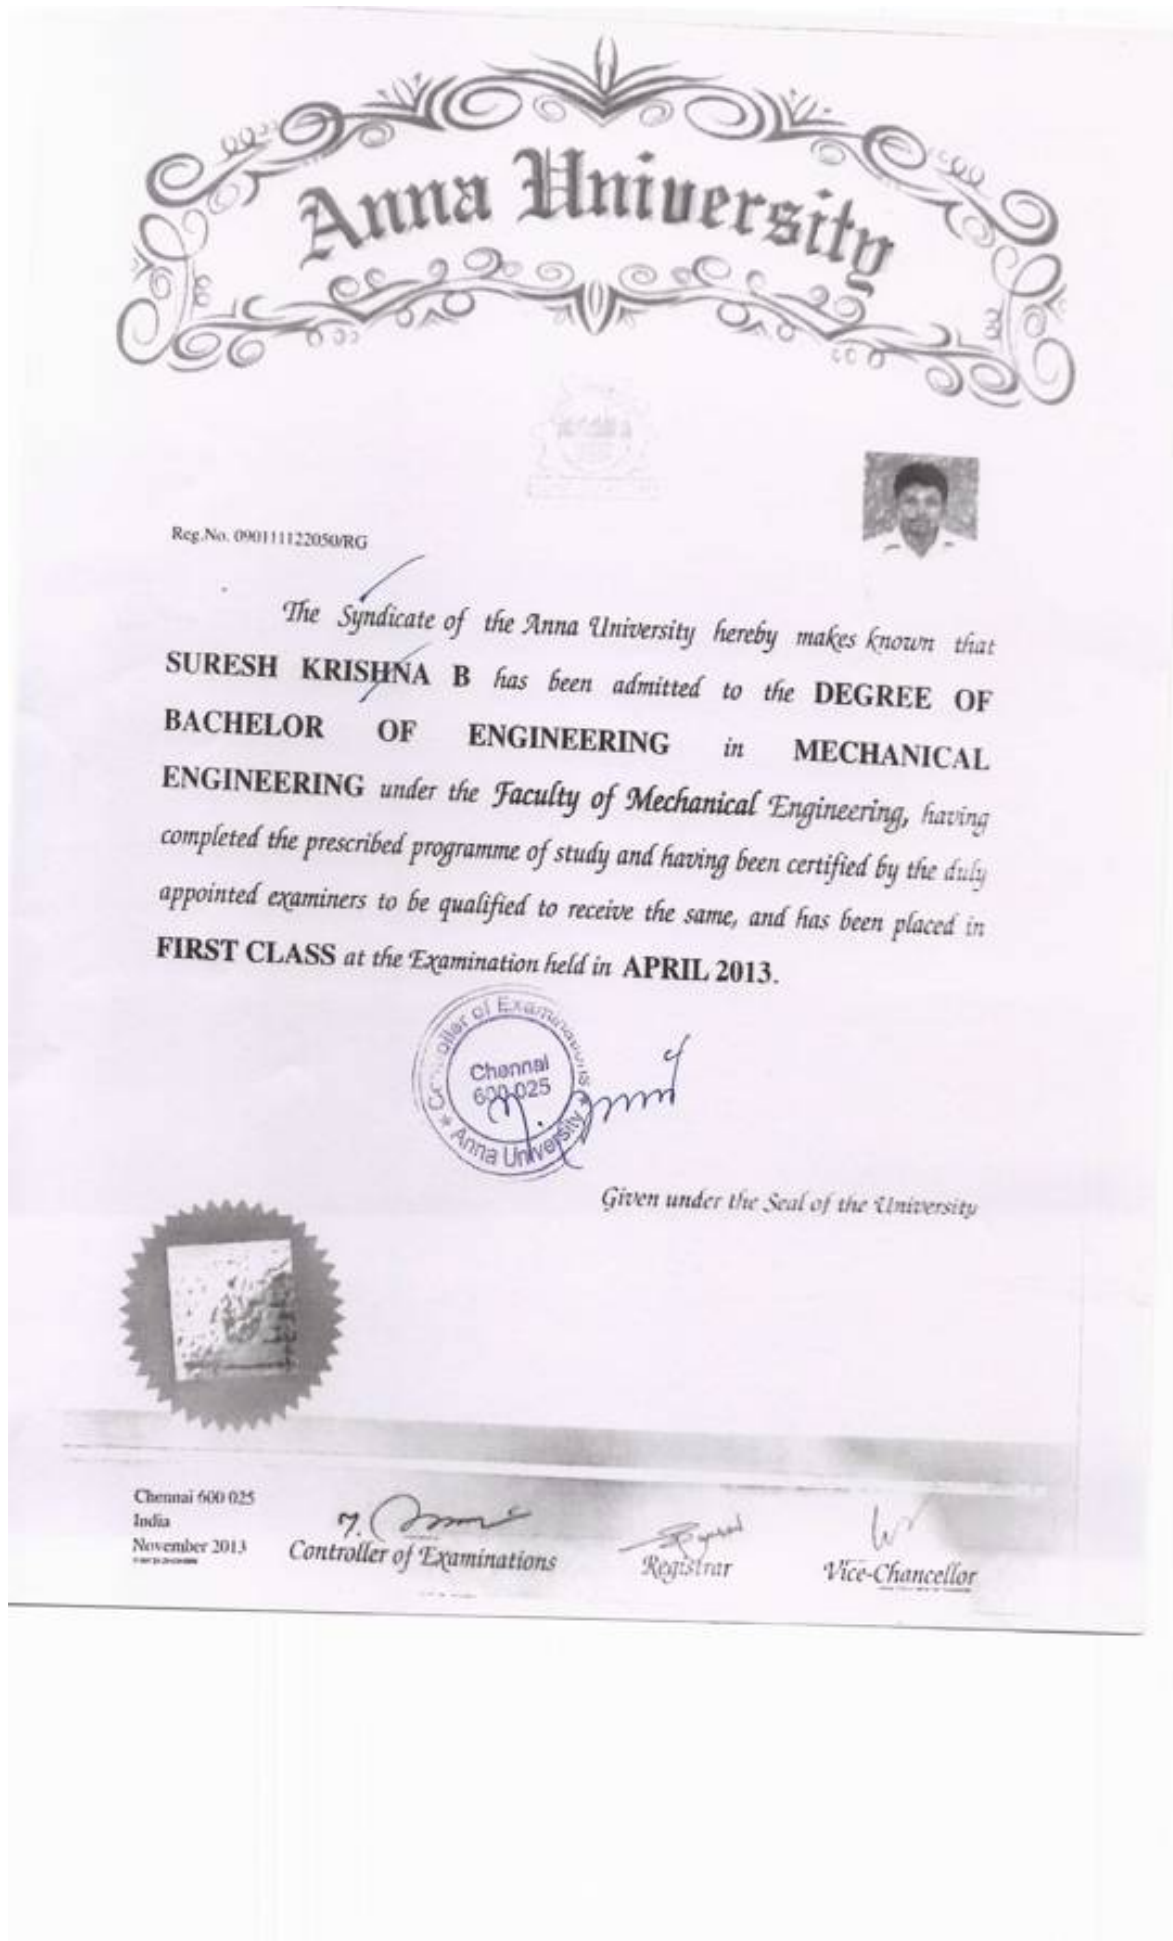 Anna University
Reg.No. 090111122050/RG
The Syndicate of the Anna University hereby makes known that
SURESH KRISHNA B has been admitted to the DEGREE OF
BACHELOR OF ENGINEERING in MECHANICAL
ENGINEERING under the Faculty of Mechanical Engineering, having
completed the prescribed programme of study and having been certified by the duly
appointed examiners to be qualified to receive the same, and has been placed in
FIRST CLASS at the Examination held in APRIL 2013.
Controller of Examinations
Chennai
600 025
Anna University
Given under the Seal of the University
Chennai 600 025
India
November 2013
Controller of Examinations
Registrar
Vice-Chancellor